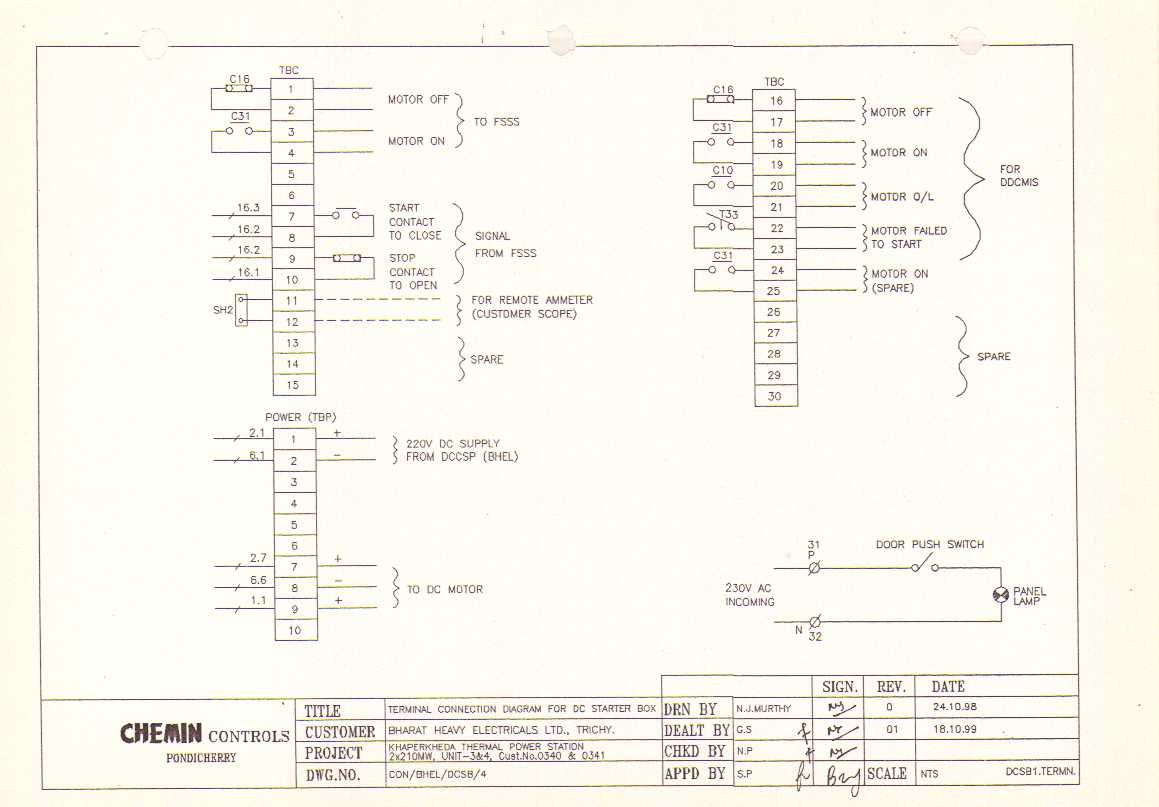 TBC
C16
1
2
MOTOR OFF
C31
3
4
MOTOR ON
TO FSSS
5
6
16.3
7
START
CONTACT
TO CLOSE
16.2
8
16.2
9
STOP
CONTACT
TO OPEN
16.1
10
SIGNAL
FROM FSSS
SH2
11
12
FOR REMOTE AMMETER
(CUSTOMER SCOPE)
13
14
15
SPARE
POWER (TBP)
2.1
1
+
6.1
2
−
220V DC SUPPLY
FROM DCCSP (BHEL)
3
4
5
6
2.7
7
+
6.6
8
−
1.1
9
+
TO DC MOTOR
10
TBC
C16
16
17
MOTOR OFF
C31
18
19
MOTOR ON
C10
20
21
MOTOR O/L
T33
22
23
MOTOR FAILED
TO START
C31
24
25
MOTOR ON
(SPARE)
FOR
DDCMIS
26
27
28
29
30
SPARE
31
P
DOOR PUSH SWITCH
230V AC
INCOMING
PANEL
LAMP
N
32
CHEMIN CONTROLS
PONDICHERRY
TITLE TERMINAL CONNECTION DIAGRAM FOR DC STARTER BOX
CUSTOMER BHARAT HEAVY ELECTRICALS LTD., TRICHY.
PROJECT KHAPERKHEDA THERMAL POWER STATION
2x210MW, UNIT-3&4, Cust.No.0340 & 0341
DWG.NO. CON/BHEL/DCSB/4
SIGN. REV. DATE
DRN BY N.J.MURTHY 0 24.10.98
DEALT BY G.S 01 18.10.99
CHKD BY N.P
APPD BY S.P SCALE NTS DCSB1.TERMN.